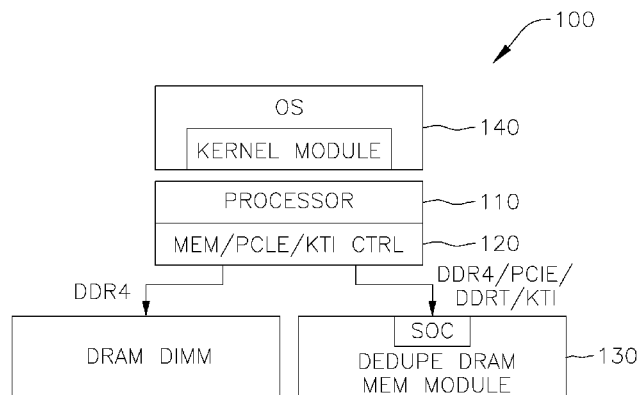 100
OS
KERNEL MODULE
140
PROCESSOR
110
MEM/PCLE/KTI CTRL
120
DDR4
DDR4/PCIE/
DDRT/KTI
DRAM DIMM
SOC
DEDUPE DRAM
MEM MODULE
130